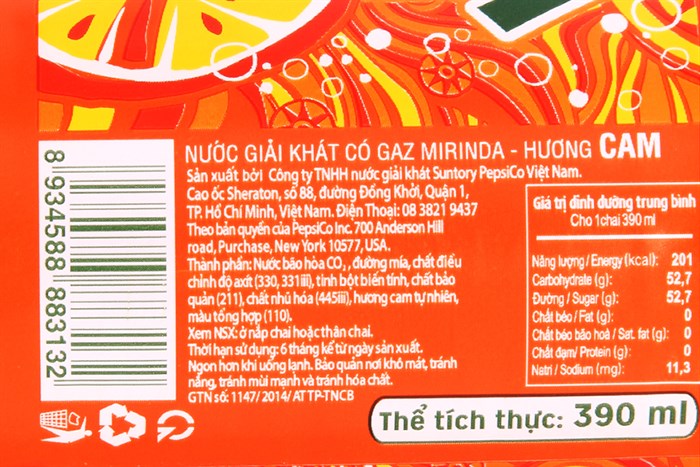 NƯỚC GIẢI KHÁT CÓ GAZ MIRINDA - HƯƠNG CAM
Sản xuất bởi Công ty TNHH nước giải khát Suntory PepsiCo Việt Nam.
Cao ốc Sheraton, số 88, đường Đồng Khởi, Quận 1,
TP. Hồ Chí Minh, Việt Nam. Điện Thoại: 08 3821 9437
Theo bản quyền của PepsiCo Inc. 700 Anderson Hill
road, Purchase, New York 10577, USA.
Thành phần: Nước bão hòa CO₂, đường mía, chất điều
chỉnh độ axít (330, 331iii), tinh bột biến tính, chất bảo
quản (211), chất nhũ hóa (445iii), hương cam tự nhiên,
màu tổng hợp (110).
Xem NSX: ở nắp chai hoặc thân chai.
Thời hạn sử dụng: 6 tháng kể từ ngày sản xuất.
Ngon hơn khi uống lạnh. Bảo quản nơi khô mát, tránh
nắng, tránh mùi mạnh và tránh hóa chất.
GTN số: 1147/ 2014/ ATTP-TNCB
8 934588 883132
Giá trị dinh dưỡng trung bình
Cho 1 chai 390 ml
Năng lượng / Energy (kcal): 201
Carbohydrate (g): 52,7
Đường / Sugar (g): 52,7
Chất béo / Fat (g): 0
Chất béo bão hoà / Sat. fat (g): 0
Chất đạm/ Protein (g): 0
Natri / Sodium (mg): 11,3
Thể tích thực: 390 ml